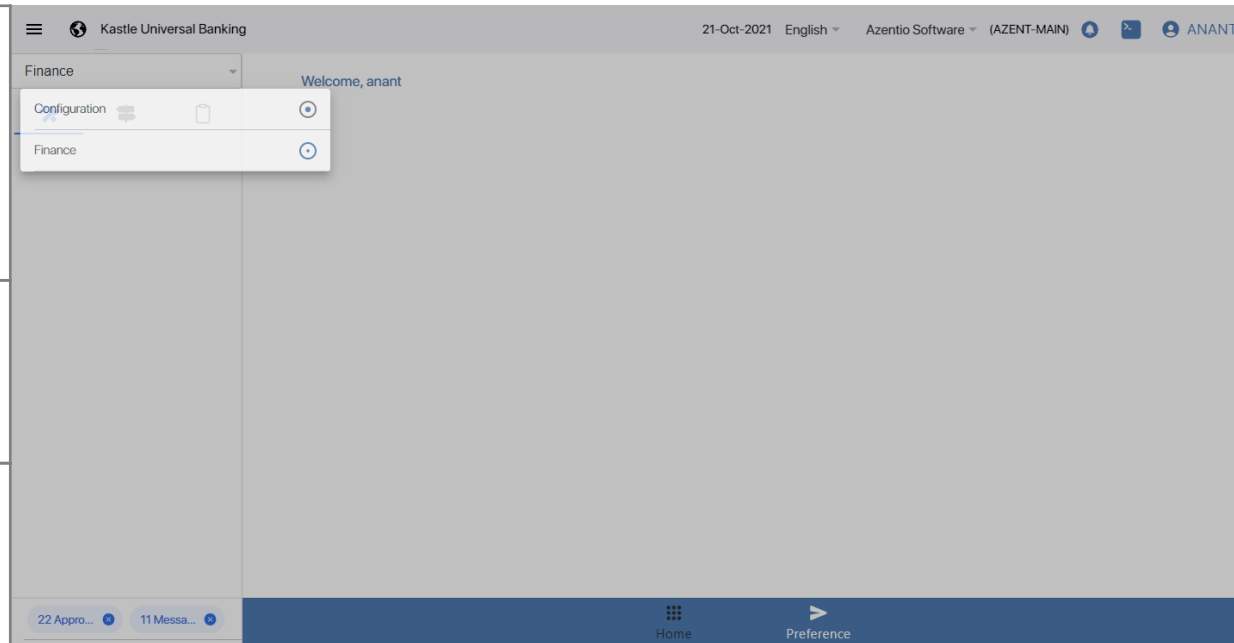 Kastle Universal Banking 21-Oct-2021 English Azentio Software (AZENT-MAIN) ANANT
Finance
Welcome, anant
Configuration
Finance
22 Appro... 11 Messa...
Home Preference